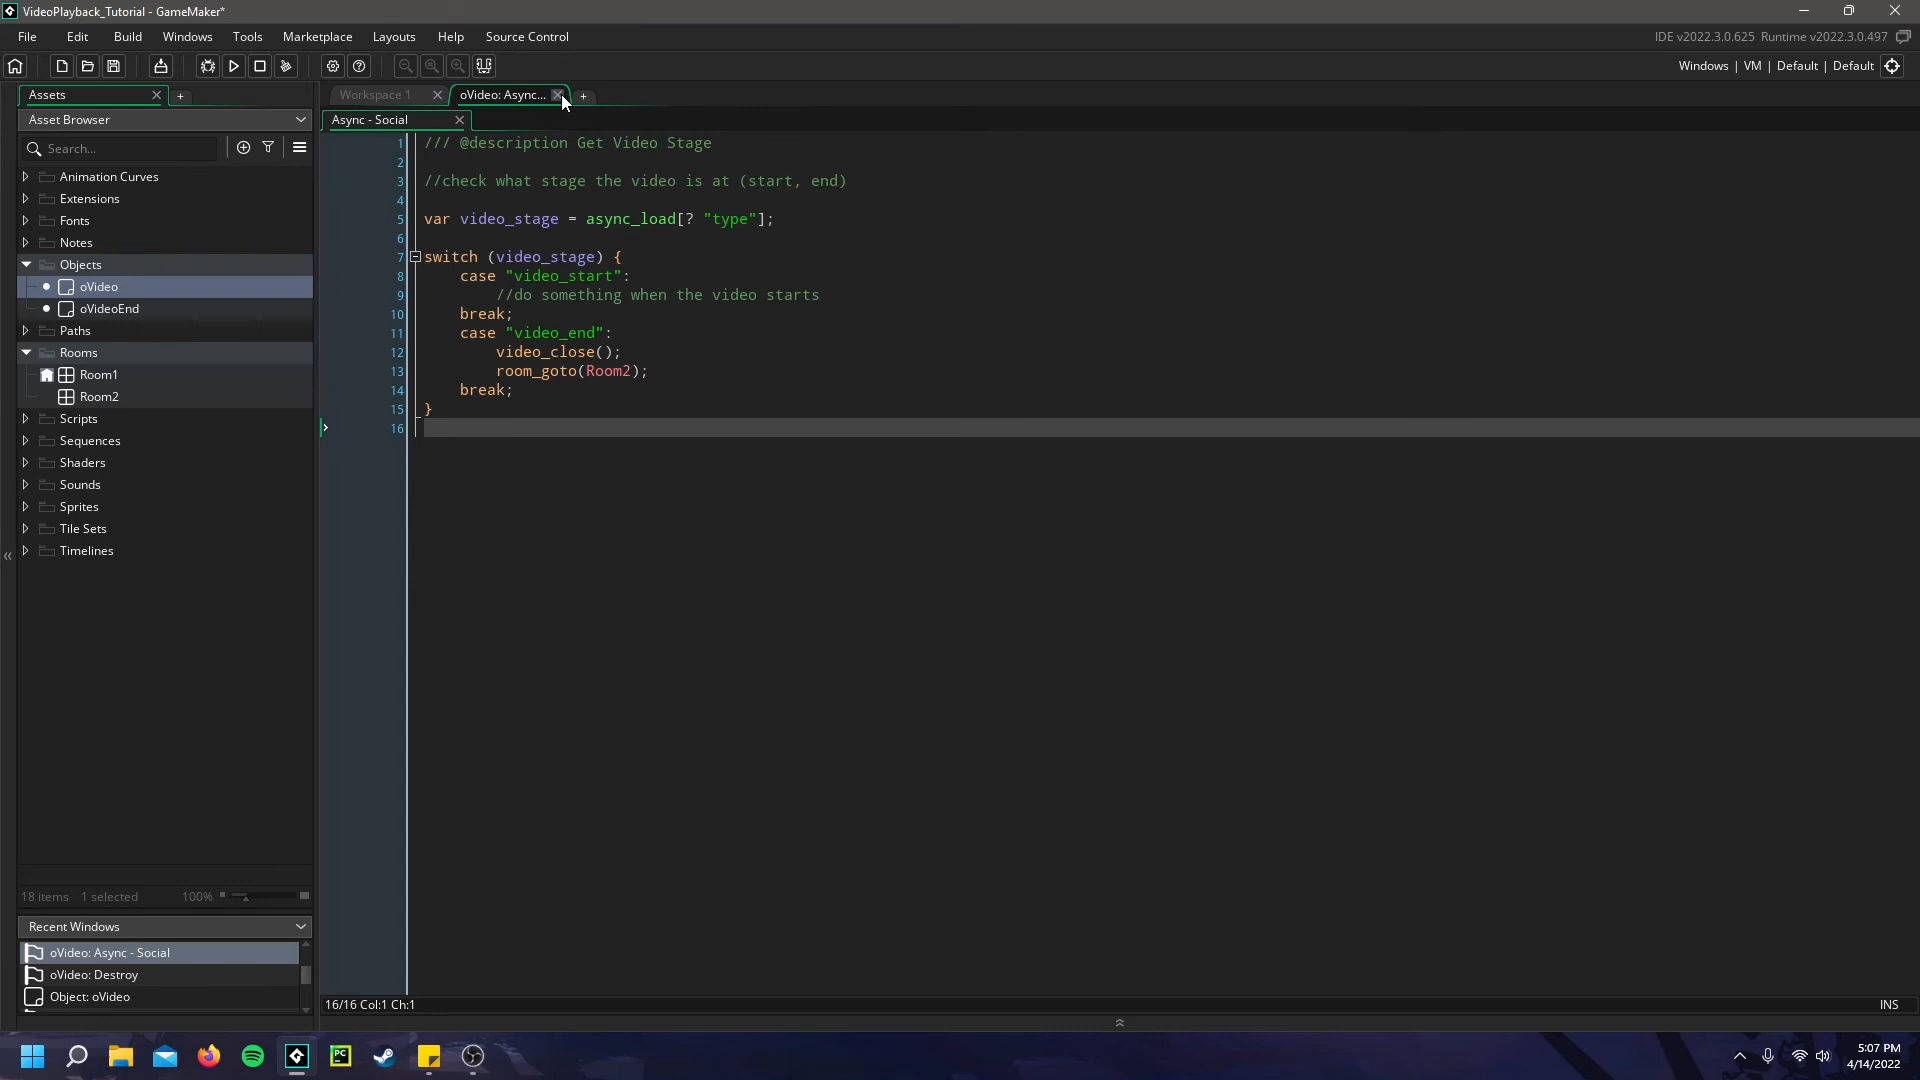 VideoPlayback_Tutorial - GameMaker*
File Edit Build Windows Tools Marketplace Layouts Help Source Control
IDE v2022.3.0.625 Runtime v2022.3.0.497
Windows | VM | Default | Default
Assets
Asset Browser
Search...
Animation Curves
Extensions
Fonts
Notes
Objects
oVideo
oVideoEnd
Paths
Rooms
Room1
Room2
Scripts
Sequences
Shaders
Sounds
Sprites
Tile Sets
Timelines
18 items 1 selected 100%
Recent Windows
oVideo: Async - Social
oVideo: Destroy
Object: oVideo
Workspace 1
oVideo: Async...
Async - Social
1 /// @description Get Video Stage
2
3 //check what stage the video is at (start, end)
4
5 var video_stage = async_load[? "type"];
6
7 switch (video_stage) {
8 case "video_start":
9 //do something when the video starts
10 break;
11 case "video_end":
12 video_close();
13 room_goto(Room2);
14 break;
15 }
16
16/16 Col:1 Ch:1
INS
PC
5:07 PM
4/14/2022